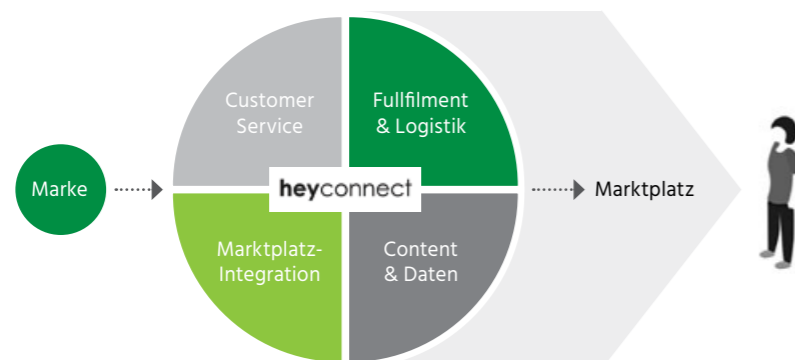 Customer
Service
Fullfilment
& Logistik
Marke
heyconnect
Marktplatz
Marktplatz-
Integration
Content
& Daten